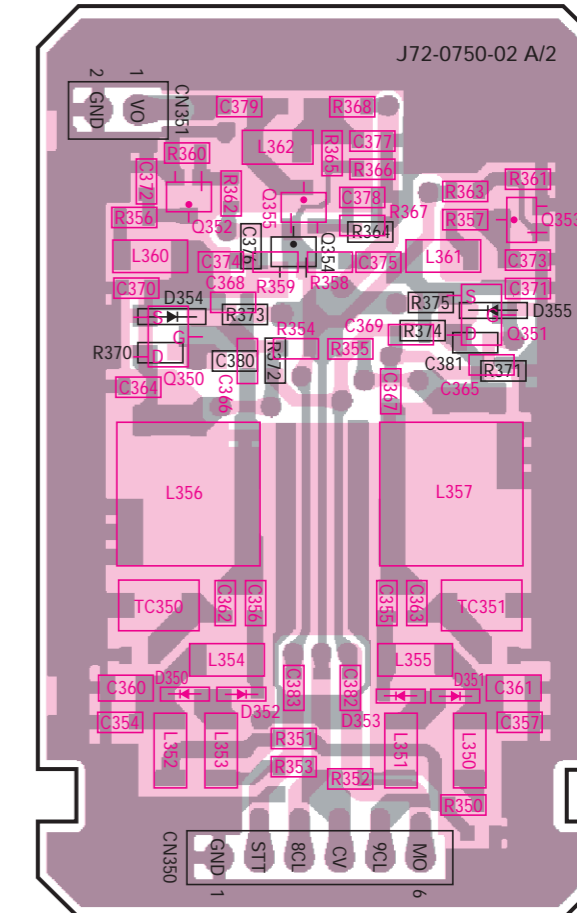 J72-0750-02 A/2
2 1
GND VO
CN351
C379 R368
L362 R365 C377
R360 R366
C372 R362 R361
R363
Q355 C378
R356 Q352 R367 R357 Q353
C376 Q354 R364
L360 C374 C375 L361 C373
R359 R358
C370 C368 C371
D354 R375 S
S R373 G D355
G R354 C369 R374 Q351
R370 D C380 R372 R355 D
Q350 C381 R371
C364 C366 C367 C365
L356 L357
TC350 C362 C356 C355 C363 TC351
L354 L355
D350 D351
C360 C383 C382 C361
D352 D353
C354 C357
L352 L353 R351 L351 L350
R353
R352
R350
CN350
GND STT 8CL CV 9CL MO
1 6